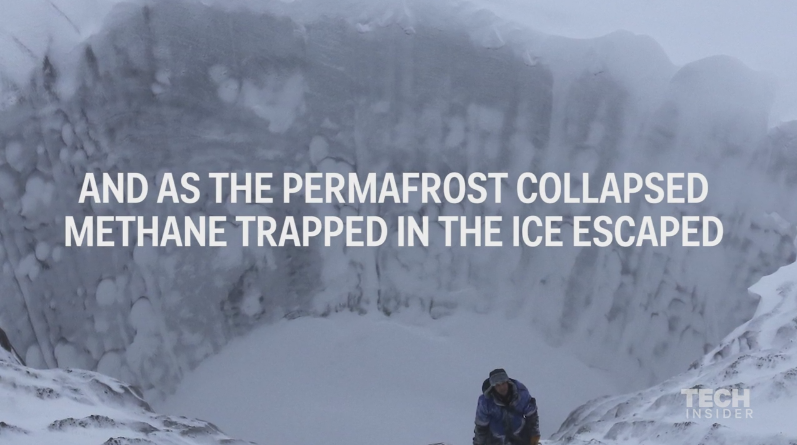 AND AS THE PERMAFROST COLLAPSED
METHANE TRAPPED IN THE ICE ESCAPED
TECH
INSIDER